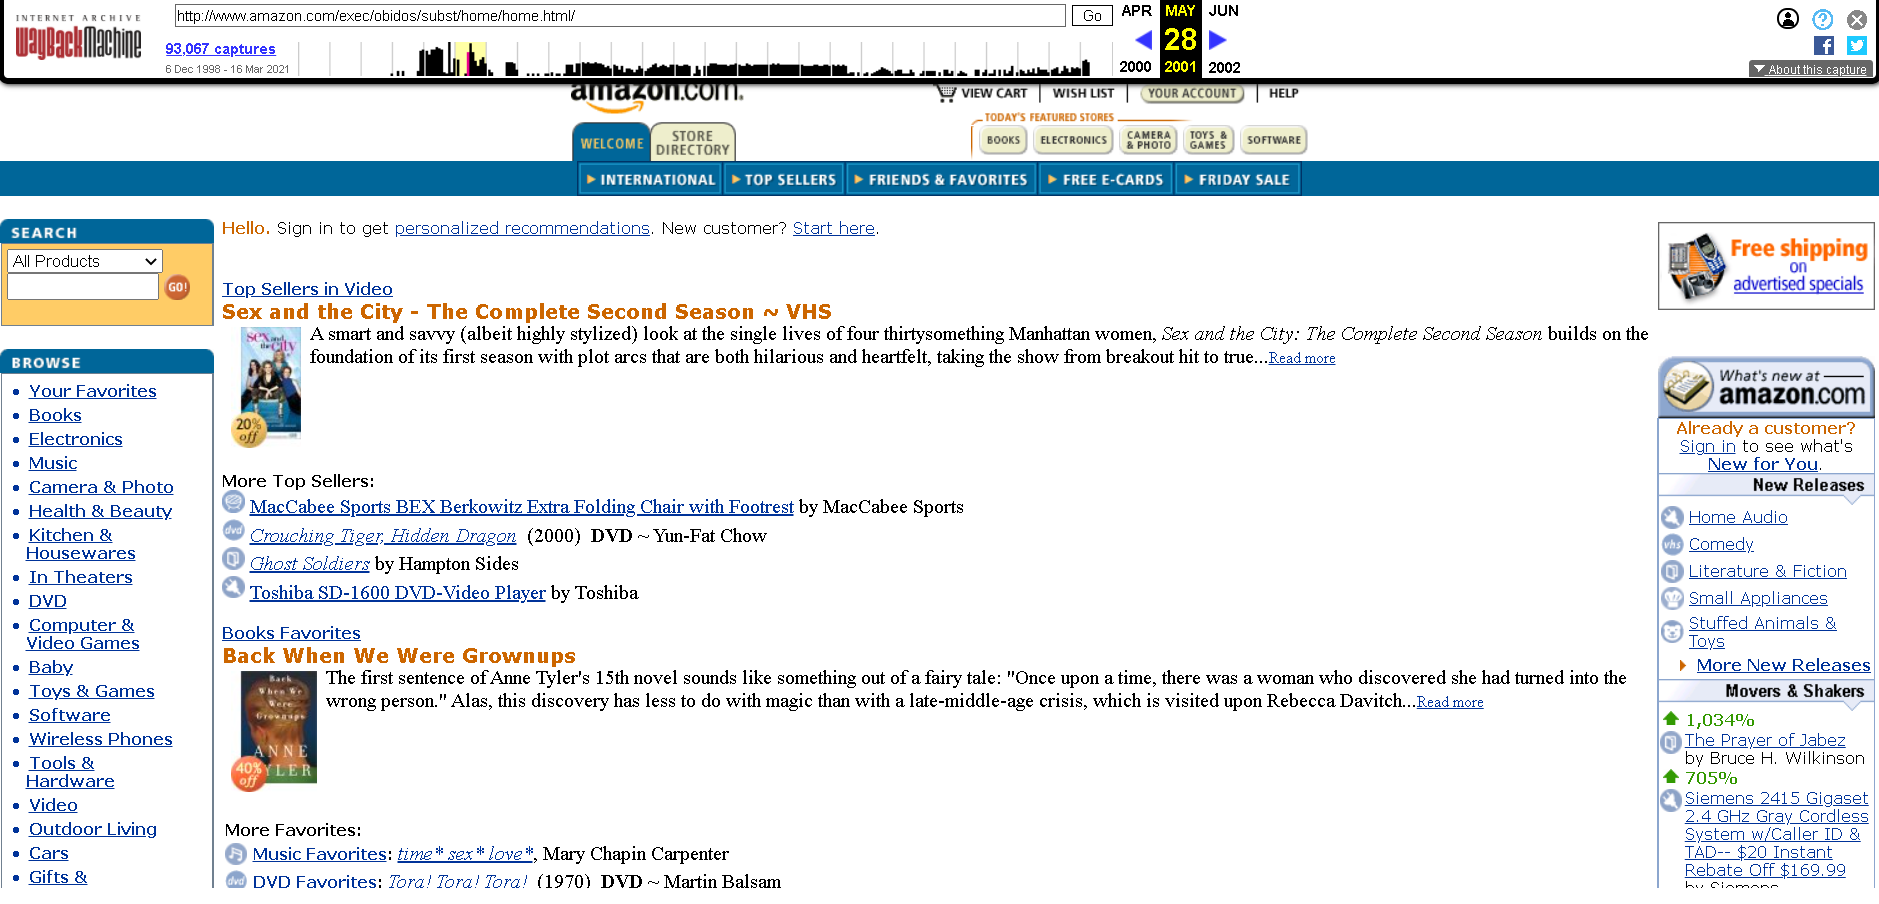 INTERNET ARCHIVE
WayBackMachine
http://www.amazon.com/exec/obidos/subst/home/home.html/
Go
APR
MAY
JUN
93,067 captures
28
6 Dec 1998 - 16 Mar 2021
2000
2001
2002
About this capture
amazon.com.
VIEW CART
WISH LIST
YOUR ACCOUNT
HELP
WELCOME
STORE
DIRECTORY
TODAY'S FEATURED STORES
BOOKS
ELECTRONICS
CAMERA
& PHOTO
TOYS &
GAMES
SOFTWARE
INTERNATIONAL
TOP SELLERS
FRIENDS & FAVORITES
FREE E-CARDS
FRIDAY SALE
SEARCH
All Products
GO!
BROWSE
• Your Favorites
• Books
• Electronics
• Music
• Camera & Photo
• Health & Beauty
• Kitchen &
Housewares
• In Theaters
• DVD
• Computer &
Video Games
• Baby
• Toys & Games
• Software
• Wireless Phones
• Tools &
Hardware
• Video
• Outdoor Living
• Cars
• Gifts &
Hello. Sign in to get personalized recommendations. New customer? Start here.
Top Sellers in Video
Sex and the City - The Complete Second Season ~ VHS
Sex and the City
20% off
A smart and savvy (albeit highly stylized) look at the single lives of four thirtysomething Manhattan women, Sex and the City: The Complete Second Season builds on the
foundation of its first season with plot arcs that are both hilarious and heartfelt, taking the show from breakout hit to true...Read more
More Top Sellers:
MacCabee Sports BEX Berkowitz Extra Folding Chair with Footrest by MacCabee Sports
dvd Crouching Tiger, Hidden Dragon (2000) DVD ~ Yun-Fat Chow
Ghost Soldiers by Hampton Sides
Toshiba SD-1600 DVD-Video Player by Toshiba
Books Favorites
Back When We Were Grownups
Back
When We
Were
Grownups
ANNE
TYLER
40% off
The first sentence of Anne Tyler's 15th novel sounds like something out of a fairy tale: "Once upon a time, there was a woman who discovered she had turned into the
wrong person." Alas, this discovery has less to do with magic than with a late-middle-age crisis, which is visited upon Rebecca Davitch...Read more
More Favorites:
Music Favorites: time* sex* love*, Mary Chapin Carpenter
dvd DVD Favorites: Tora! Tora! Tora! (1970) DVD ~ Martin Balsam
Free shipping
on
advertised specials
What's new at
amazon.com
Already a customer?
Sign in to see what's
New for You.
New Releases
Home Audio
vhs Comedy
Literature & Fiction
Small Appliances
Stuffed Animals &
Toys
More New Releases
Movers & Shakers
1,034%
The Prayer of Jabez
by Bruce H. Wilkinson
705%
Siemens 2415 Gigaset
2.4 GHz Gray Cordless
System w/Caller ID &
TAD-- $20 Instant
Rebate Off $169.99
by Siemens